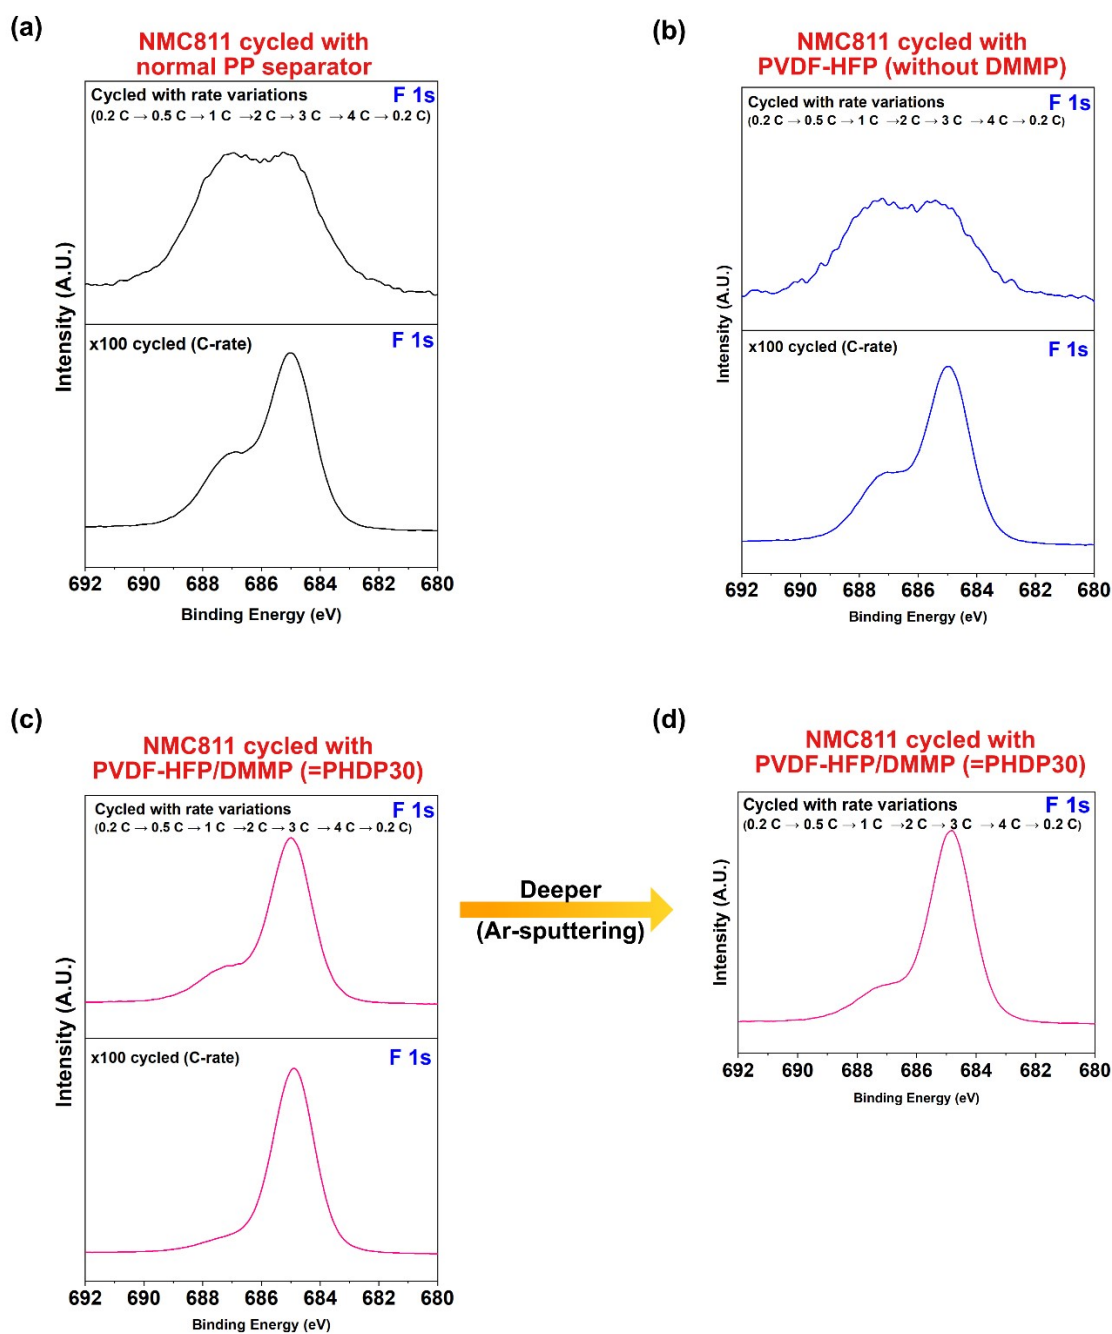 (a)
NMC811 cycled with
normal PP separator
Cycled with rate variations
F 1s
(0.2 C → 0.5 C → 1 C →2 C → 3 C → 4 C → 0.2 C)
x100 cycled (C-rate)
F 1s
Intensity (A.U.)
692 690 688 686 684 682 680
Binding Energy (eV)
(b)
NMC811 cycled with
PVDF-HFP (without DMMP)
Cycled with rate variations
F 1s
(0.2 C → 0.5 C → 1 C →2 C → 3 C → 4 C → 0.2 C)
x100 cycled (C-rate)
F 1s
Intensity (A.U.)
692 690 688 686 684 682 680
Binding Energy (eV)
(c)
NMC811 cycled with
PVDF-HFP/DMMP (=PHDP30)
Cycled with rate variations
F 1s
(0.2 C → 0.5 C → 1 C →2 C → 3 C → 4 C → 0.2 C)
x100 cycled (C-rate)
F 1s
Intensity (A.U.)
692 690 688 686 684 682 680
Binding Energy (eV)
Deeper
(Ar-sputtering)
(d)
NMC811 cycled with
PVDF-HFP/DMMP (=PHDP30)
Cycled with rate variations
F 1s
(0.2 C → 0.5 C → 1 C →2 C → 3 C → 4 C → 0.2 C)
Intensity (A.U.)
692 690 688 686 684 682 680
Binding Energy (eV)